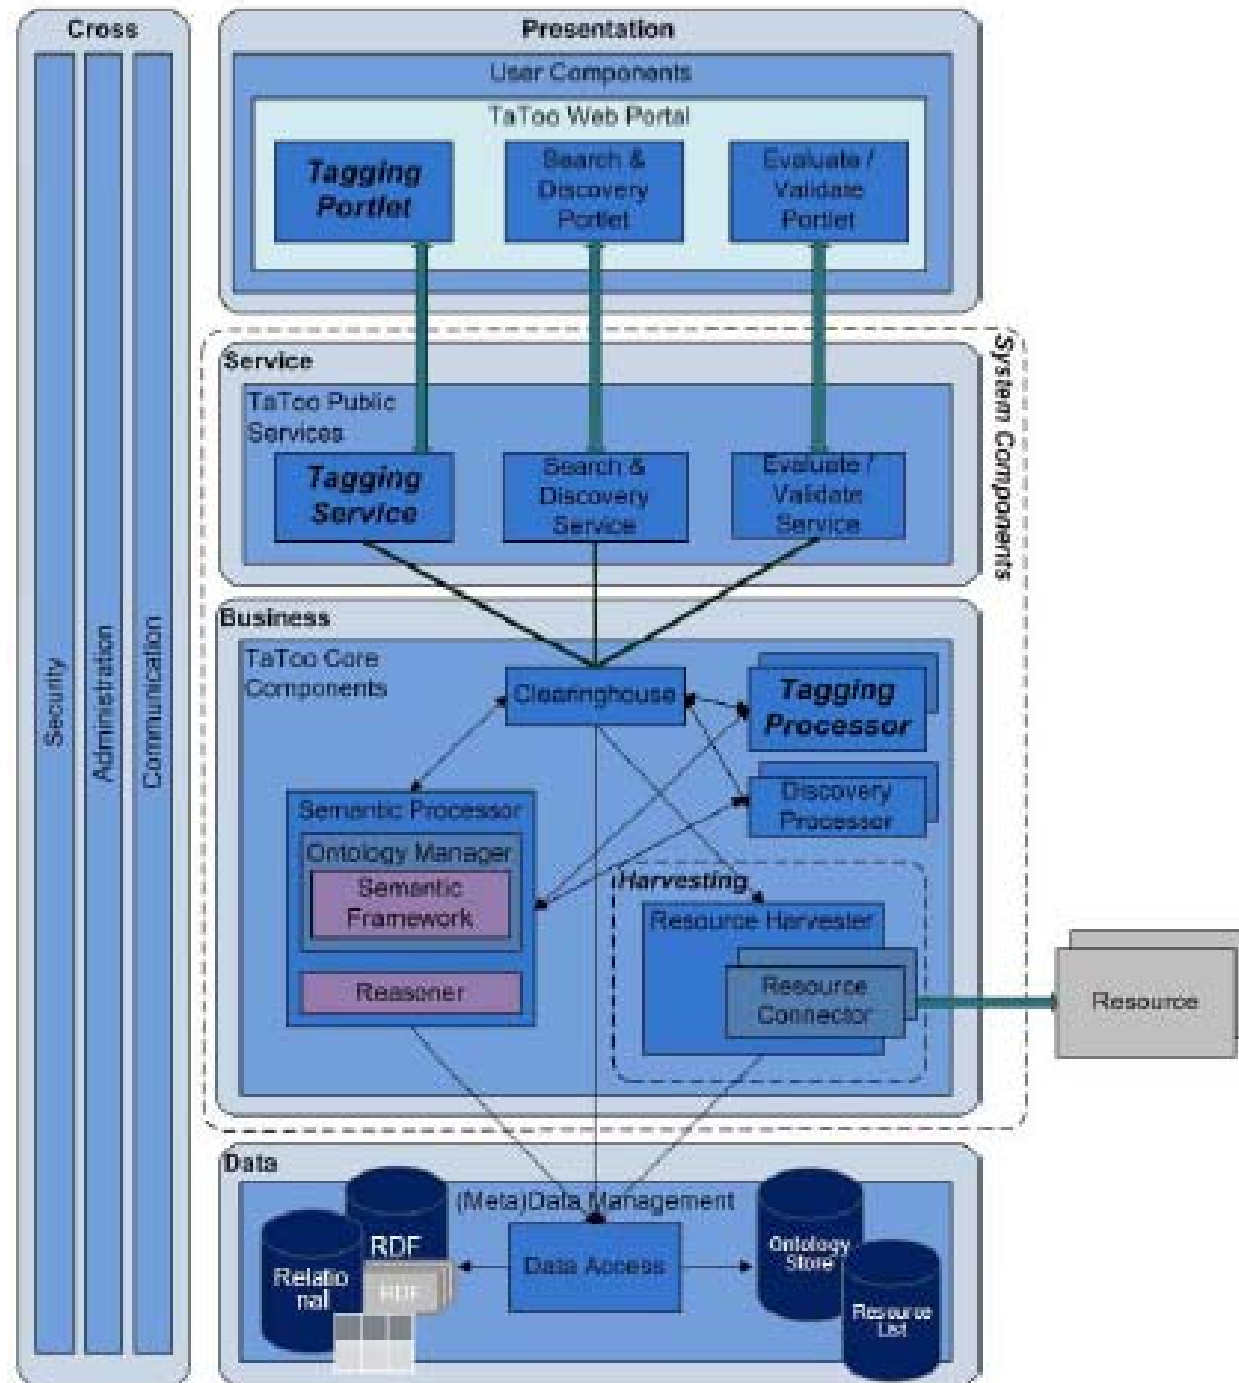 Cross
Security
Administration
Communication
Presentation
User Components
TaToo Web Portal
Tagging
Portlet
Search &
Discovery
Portlet
Evaluate /
Validate
Portlet
System Components
Service
TaToo Public
Services
Tagging
Service
Search &
Discovery
Service
Evaluate /
Validate
Service
Business
TaToo Core
Components
Clearinghouse
Tagging
Processor
Discovery
Processor
Semantic Processor
Ontology Manager
Semantic
Framework
Reasoner
Harvesting
Resource Harvester
Resource
Connector
Resource
Data
(Meta)Data Management
RDF
Relatio
nal
RDF
Data Access
Ontology
Store
Resource
List